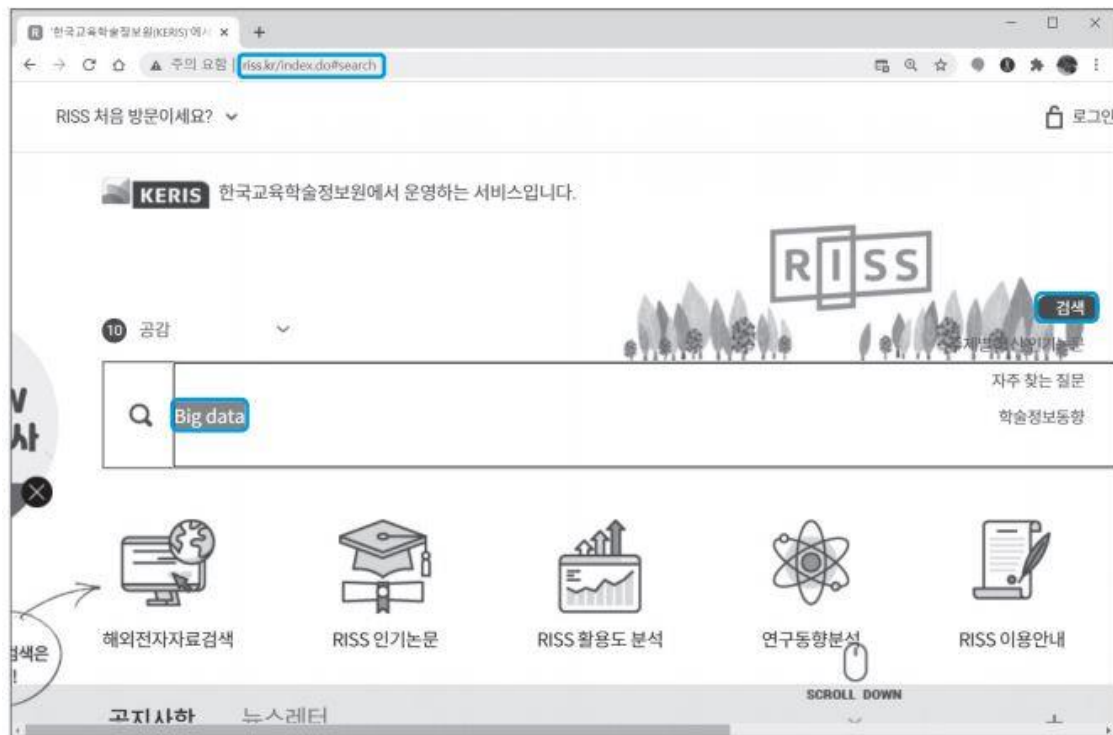 '한국교육학술정보원(KERIS)'에서
주의 요함 | riss.kr/index.do#search
RISS 처음 방문이세요?
로그인
KERIS 한국교육학술정보원에서 운영하는 서비스입니다.
RISS
검색
10 공감
자주 찾는 질문
Big data
학술정보동향
해외전자자료검색
RISS 인기논문
RISS 활용도 분석
연구동향분석
RISS 이용안내
SCROLL DOWN
공지사항 뉴스레터